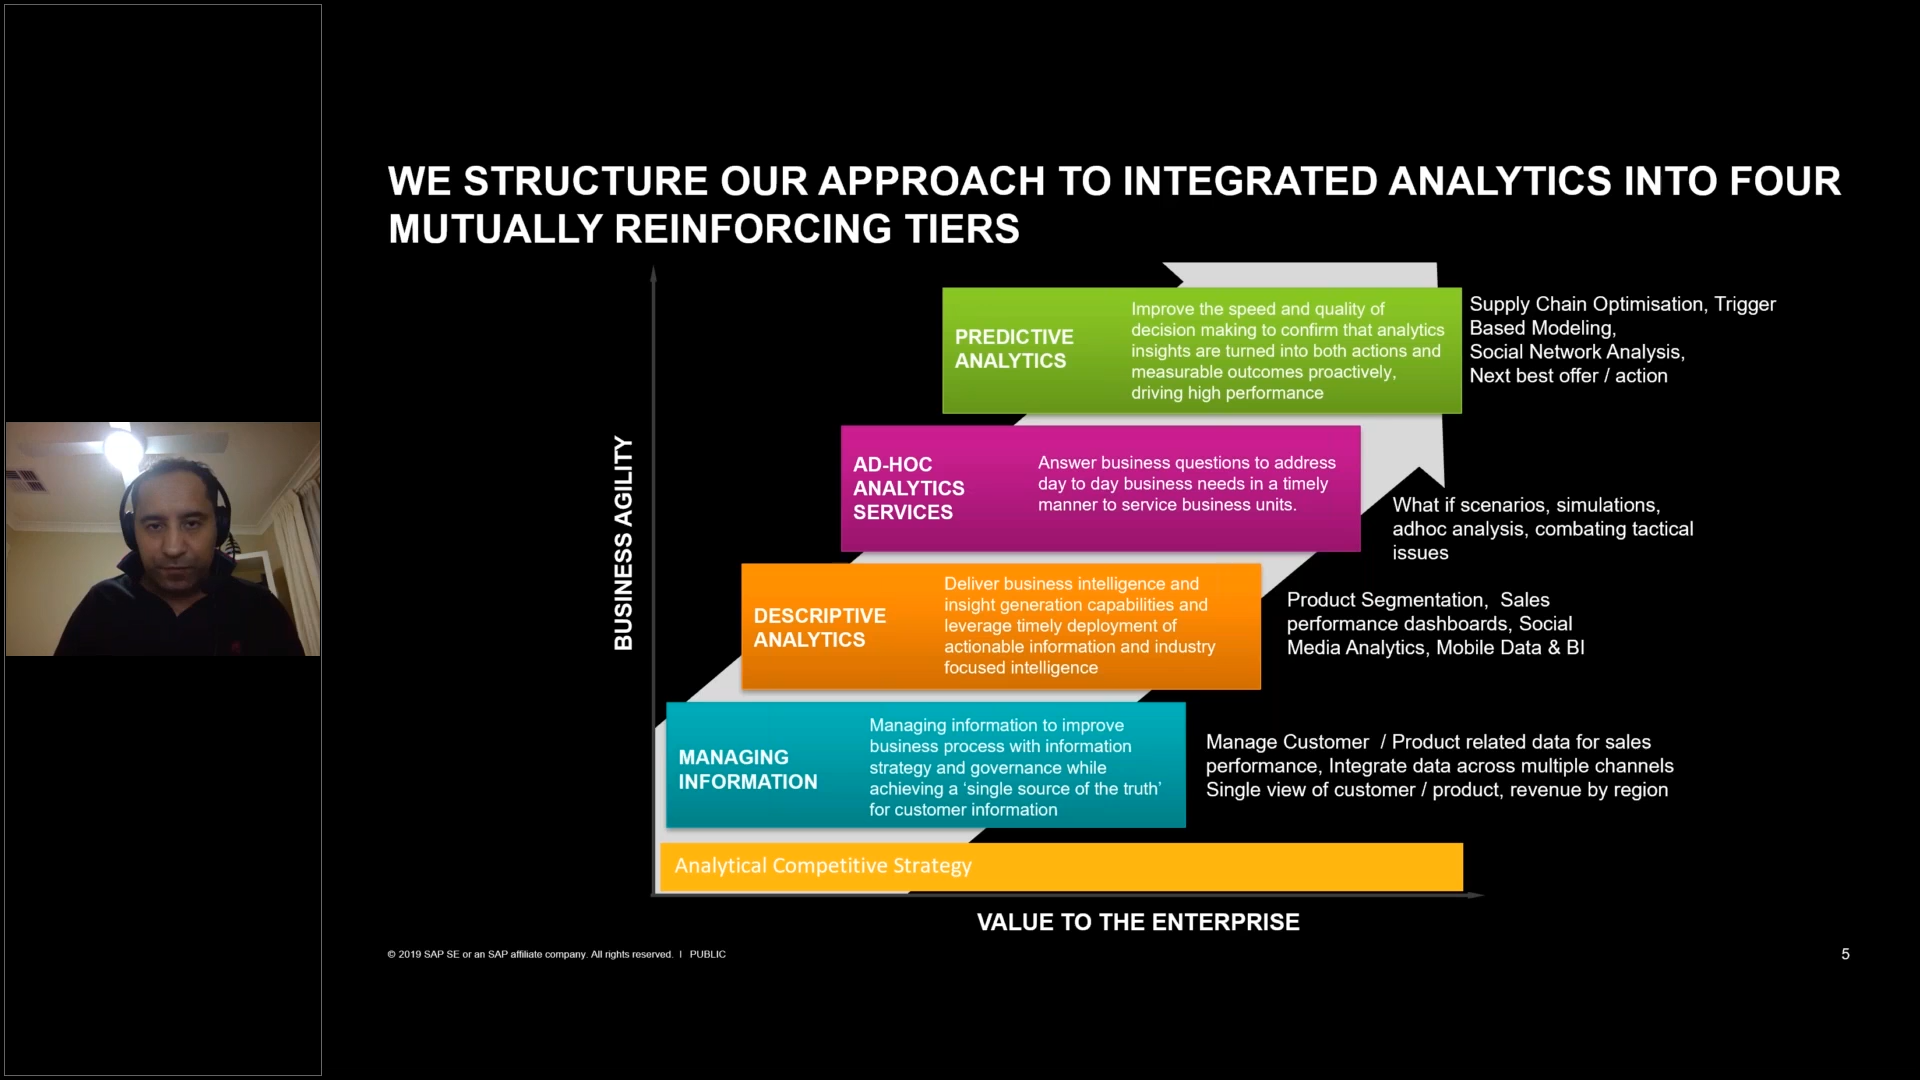 WE STRUCTURE OUR APPROACH TO INTEGRATED ANALYTICS INTO FOUR
MUTUALLY REINFORCING TIERS
PREDICTIVE
ANALYTICS
Improve the speed and quality of
decision making to confirm that analytics
insights are turned into both actions and
measurable outcomes proactively,
driving high performance
Supply Chain Optimisation, Trigger
Based Modeling,
Social Network Analysis,
Next best offer / action
AD-HOC
ANALYTICS
SERVICES
Answer business questions to address
day to day business needs in a timely
manner to service business units.
What if scenarios, simulations,
adhoc analysis, combating tactical
issues
BUSINESS AGILITY
DESCRIPTIVE
ANALYTICS
Deliver business intelligence and
insight generation capabilities and
leverage timely deployment of
actionable information and industry
focused intelligence
Product Segmentation,  Sales
performance dashboards, Social
Media Analytics, Mobile Data & BI
MANAGING
INFORMATION
Managing information to improve
business process with information
strategy and governance while
achieving a ‘single source of the truth’
for customer information
Manage Customer  / Product related data for sales
performance, Integrate data across multiple channels
Single view of customer / product, revenue by region
Analytical Competitive Strategy
VALUE TO THE ENTERPRISE
© 2019 SAP SE or an SAP affiliate company. All rights reserved. | PUBLIC
5